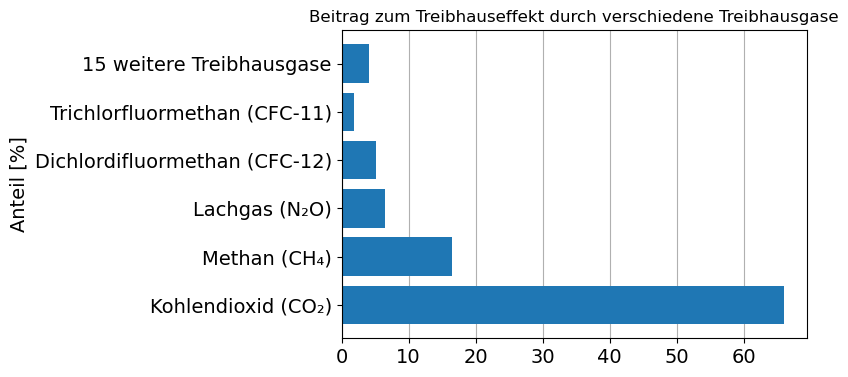 Beitrag zum Treibhauseffekt durch verschiedene Treibhausgase
Anteil [%]
15 weitere Treibhausgase
Trichlorfluormethan (CFC-11)
Dichlordifluormethan (CFC-12)
Lachgas (N₂O)
Methan (CH₄)
Kohlendioxid (CO₂)
0 10 20 30 40 50 60